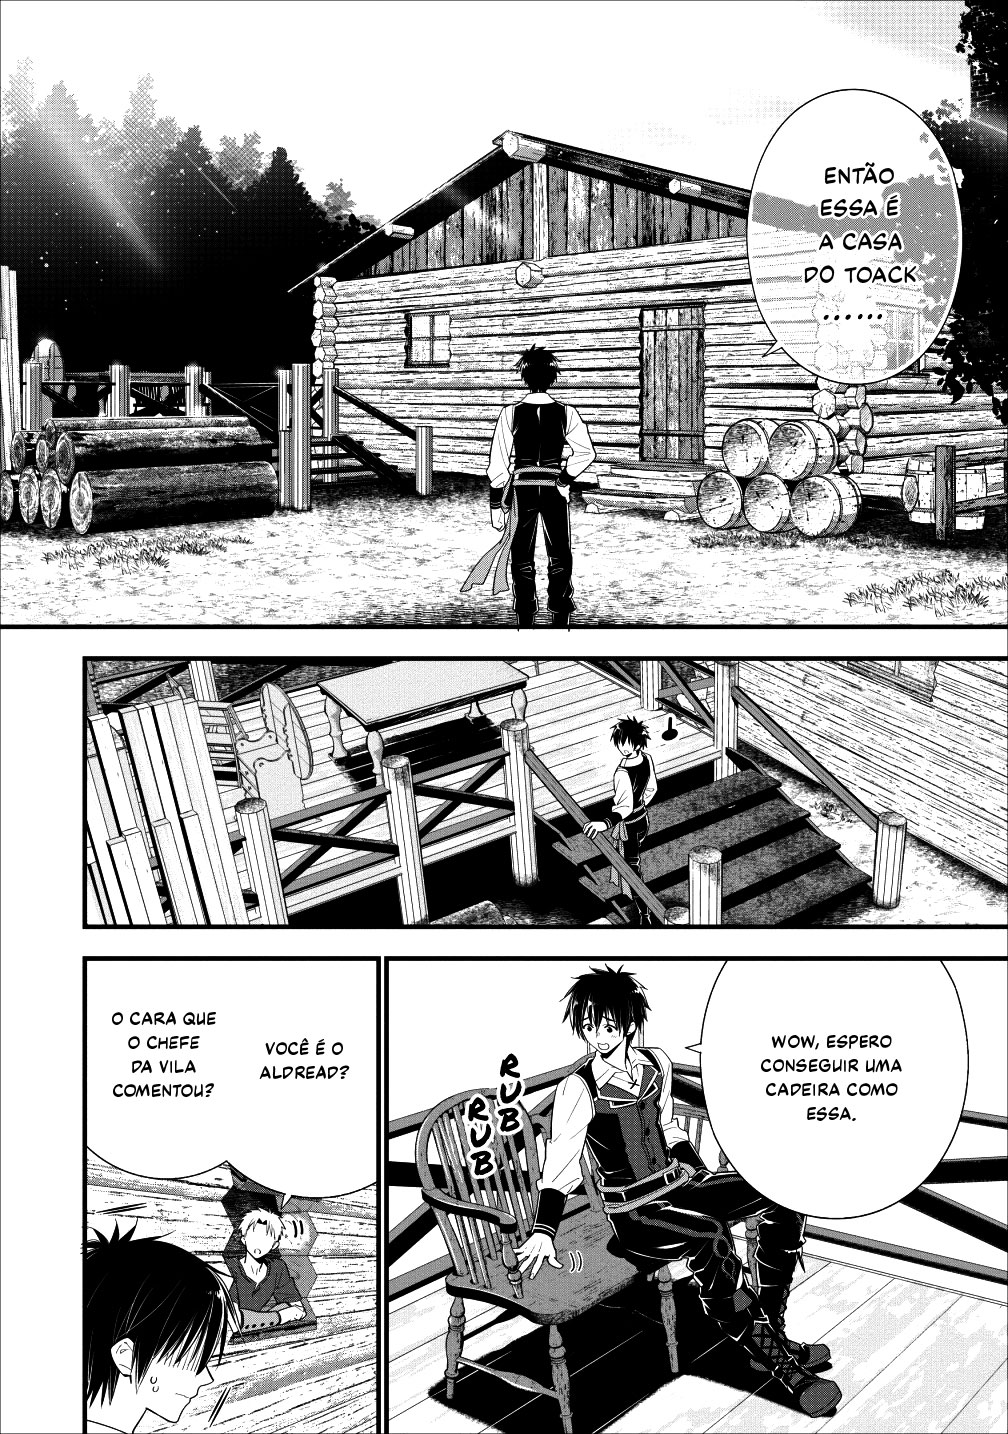 ENTÃO
ESSA É
A CASA
DO TOACK
......
WOW, ESPERO
CONSEGUIR UMA
CADEIRA COMO
ESSA.
RUB
RUB
VOCÊ É O
ALDREAD?
O CARA QUE
O CHEFE
DA VILA
COMENTOU?